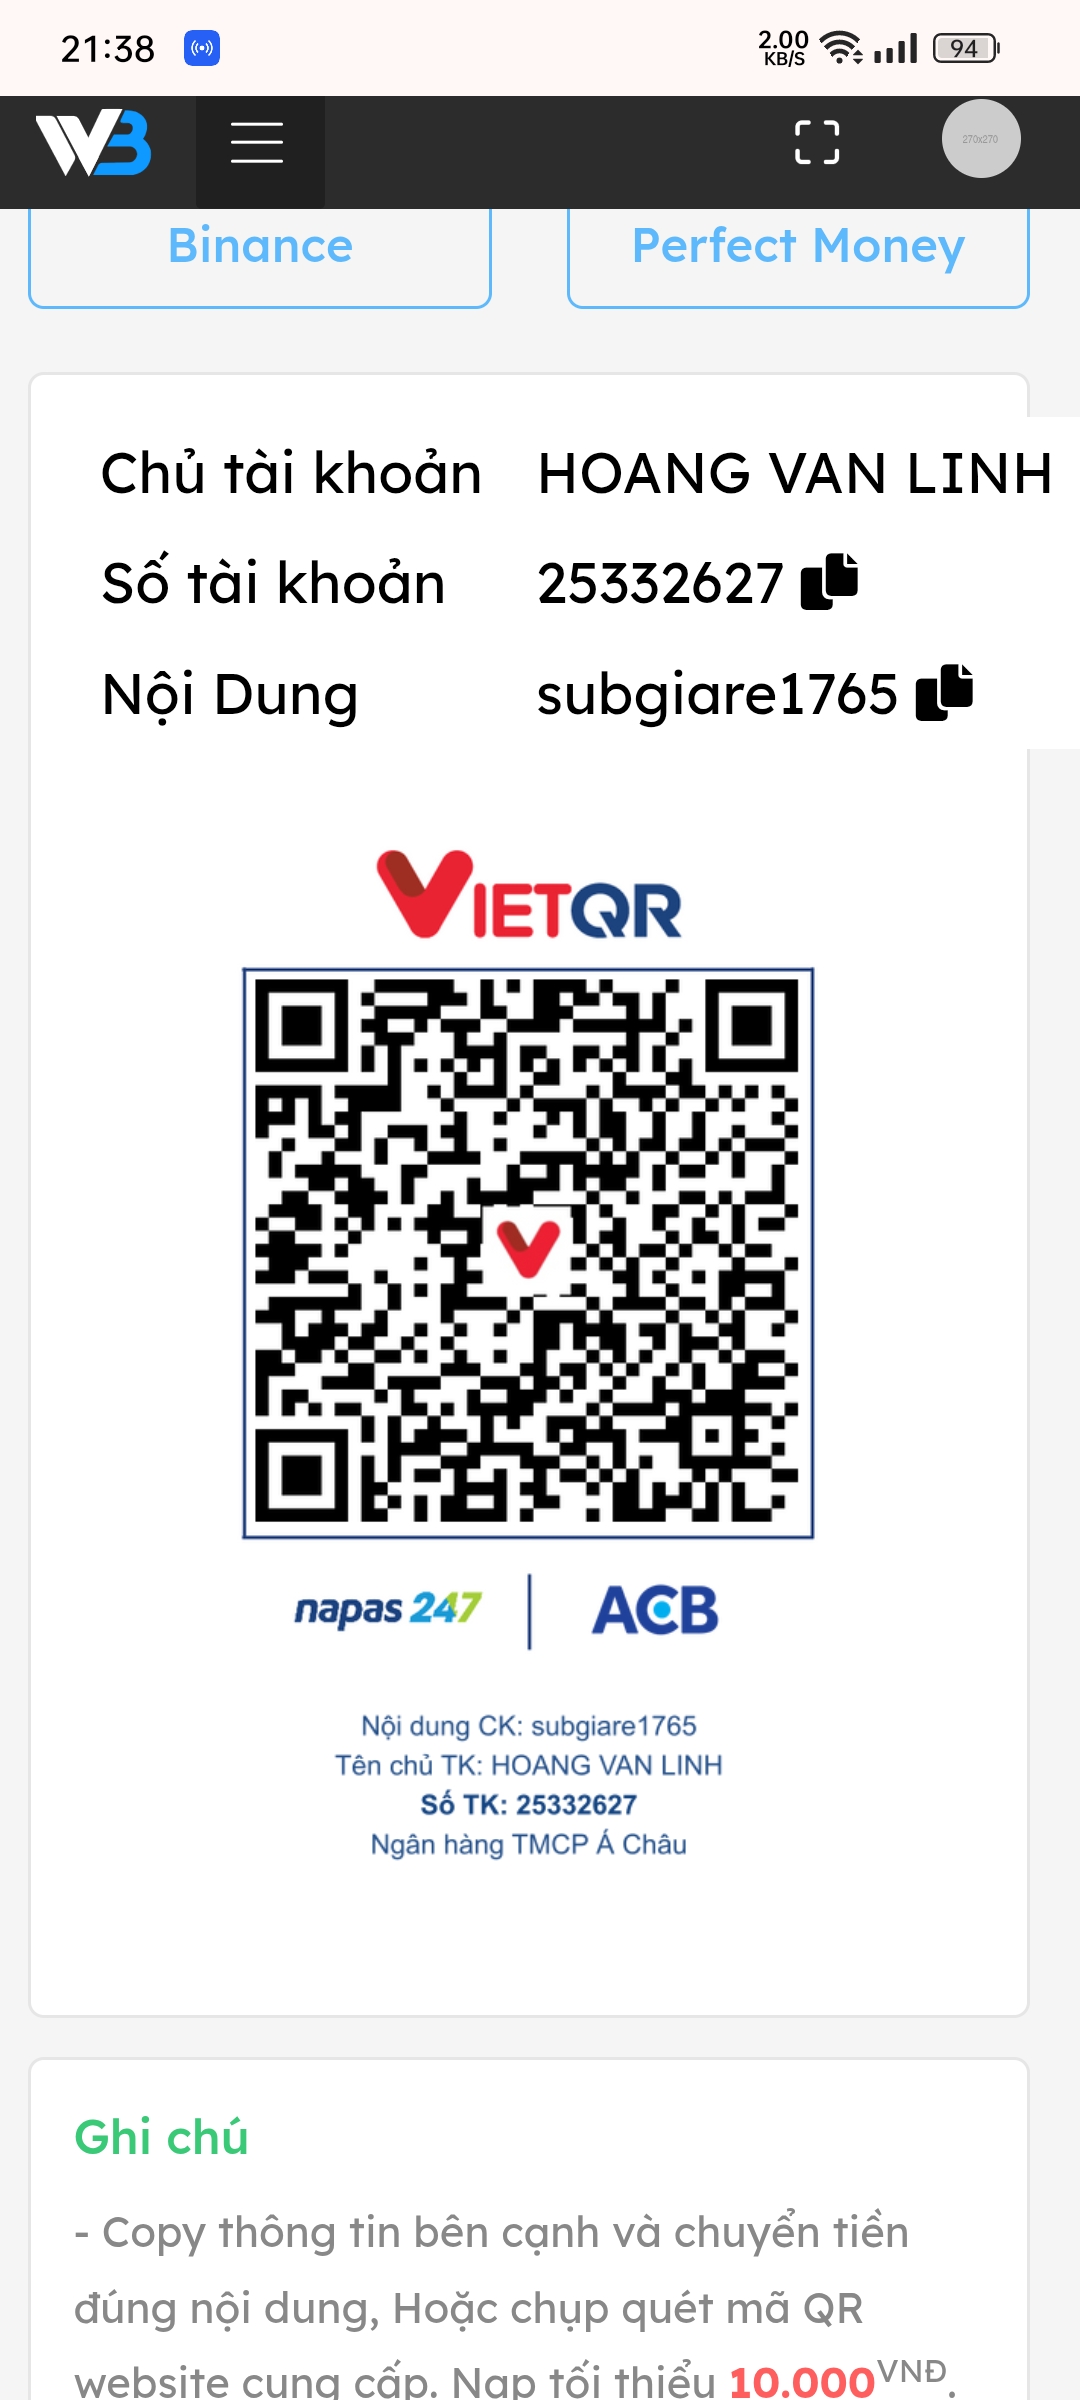 21:38
2.00
KB/S
94
WB
270x270
Binance
Perfect Money
Chủ tài khoản HOANG VAN LINH
Số tài khoản 25332627
Nội Dung subgiare1765
VIETQR
napas 247 | ACB
Nội dung CK: subgiare1765
Tên chủ TK: HOANG VAN LINH
Số TK: 25332627
Ngân hàng TMCP Á Châu
Ghi chú
- Copy thông tin bên cạnh và chuyển tiền
đúng nội dung, Hoặc chụp quét mã QR
website cung cấp. Nạp tối thiểu 10.000VNĐ.